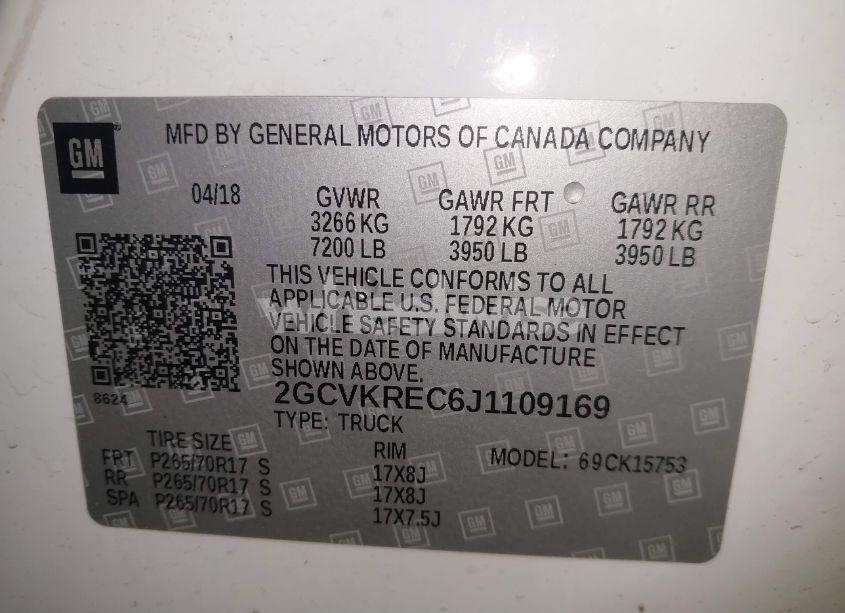 GM
MFD BY GENERAL MOTORS OF CANADA COMPANY
04/18
GVWR
3266 KG
7200 LB
GAWR FRT
1792 KG
3950 LB
GAWR RR
1792 KG
3950 LB
THIS VEHICLE CONFORMS TO ALL
APPLICABLE U.S. FEDERAL MOTOR
VEHICLE SAFETY STANDARDS IN EFFECT
ON THE DATE OF MANUFACTURE
SHOWN ABOVE.
8624
2GCVKREC6J1109169
TYPE: TRUCK
TIRE SIZE RIM MODEL: 69CK15753
FRT P265/70R17 S 17X8J
RR P265/70R17 S 17X8J
SPA P265/70R17 S 17X7.5J